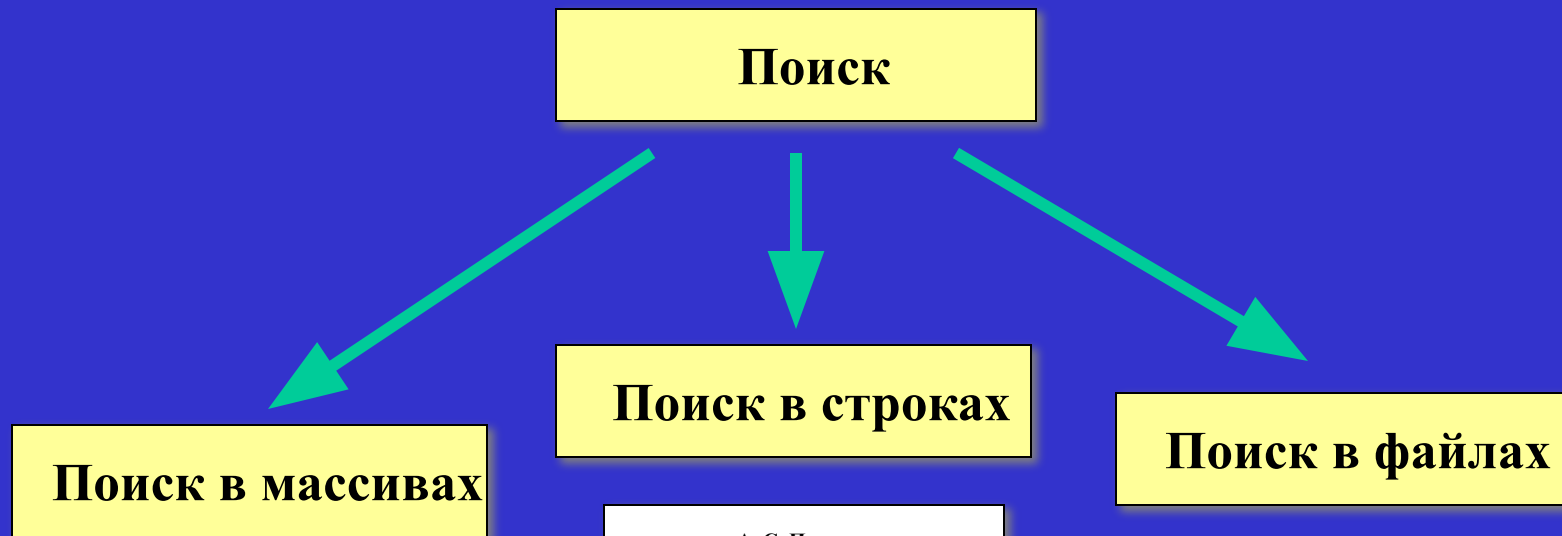 Поиск
Поиск в строках
Поиск в файлах
Поиск в массивах